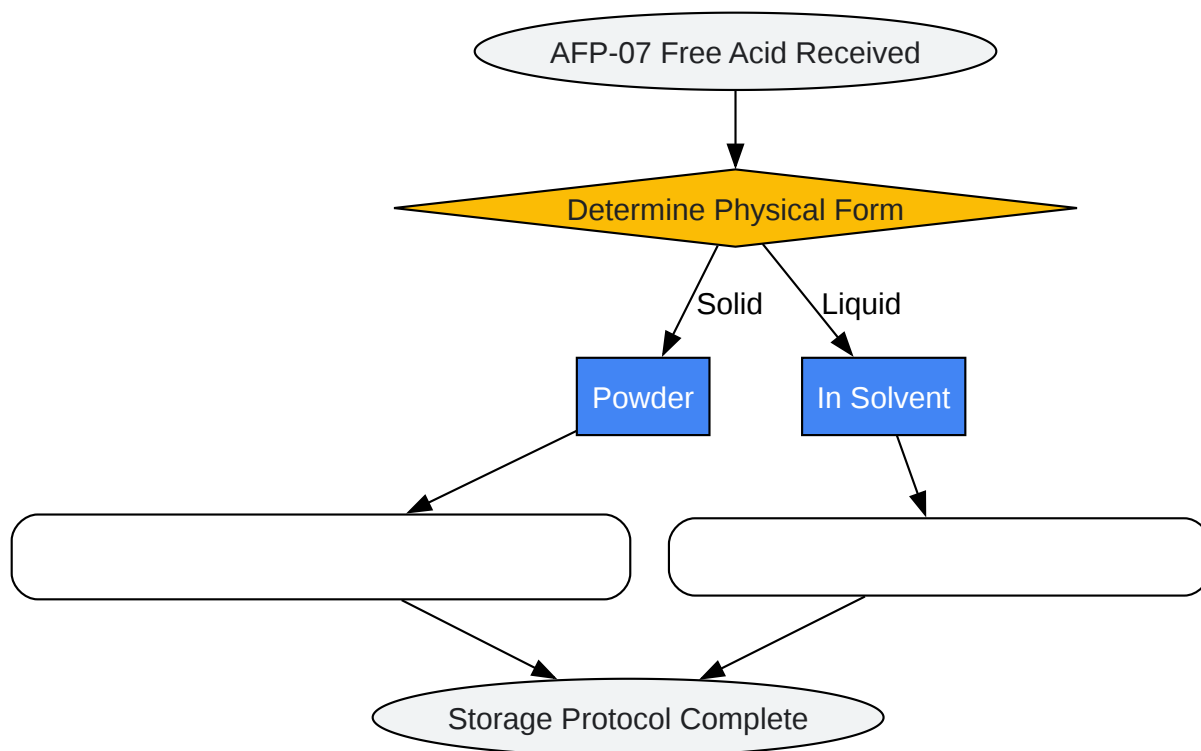 AFP-07 Free Acid Received
Determine Physical Form
Solid
Liquid
Powder
In Solvent
Storage Protocol Complete